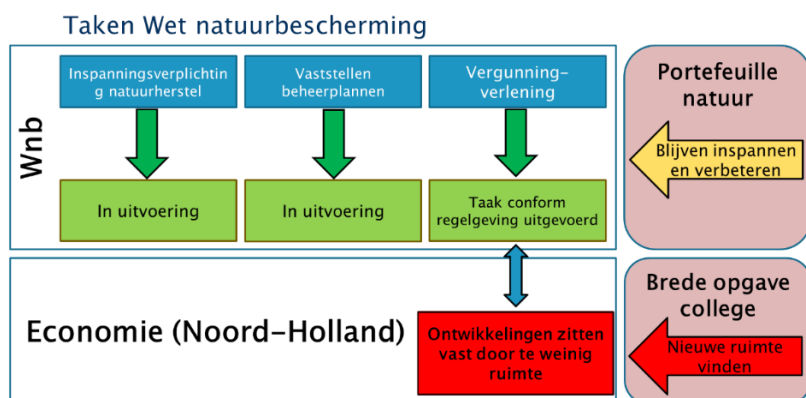 Taken Wet natuurbescherming
Wnb
Inspanningsverplichtin
g natuurherstel
Vaststellen
beheerplannen
Vergunning-
verlening
In uitvoering
In uitvoering
Taak conform
regelgeving uitgevoerd
Portefeuille
natuur
Blijven inspannen
en verbeteren
Economie (Noord-Holland)
Ontwikkelingen zitten
vast door te weinig
ruimte
Brede opgave
college
Nieuwe ruimte
vinden